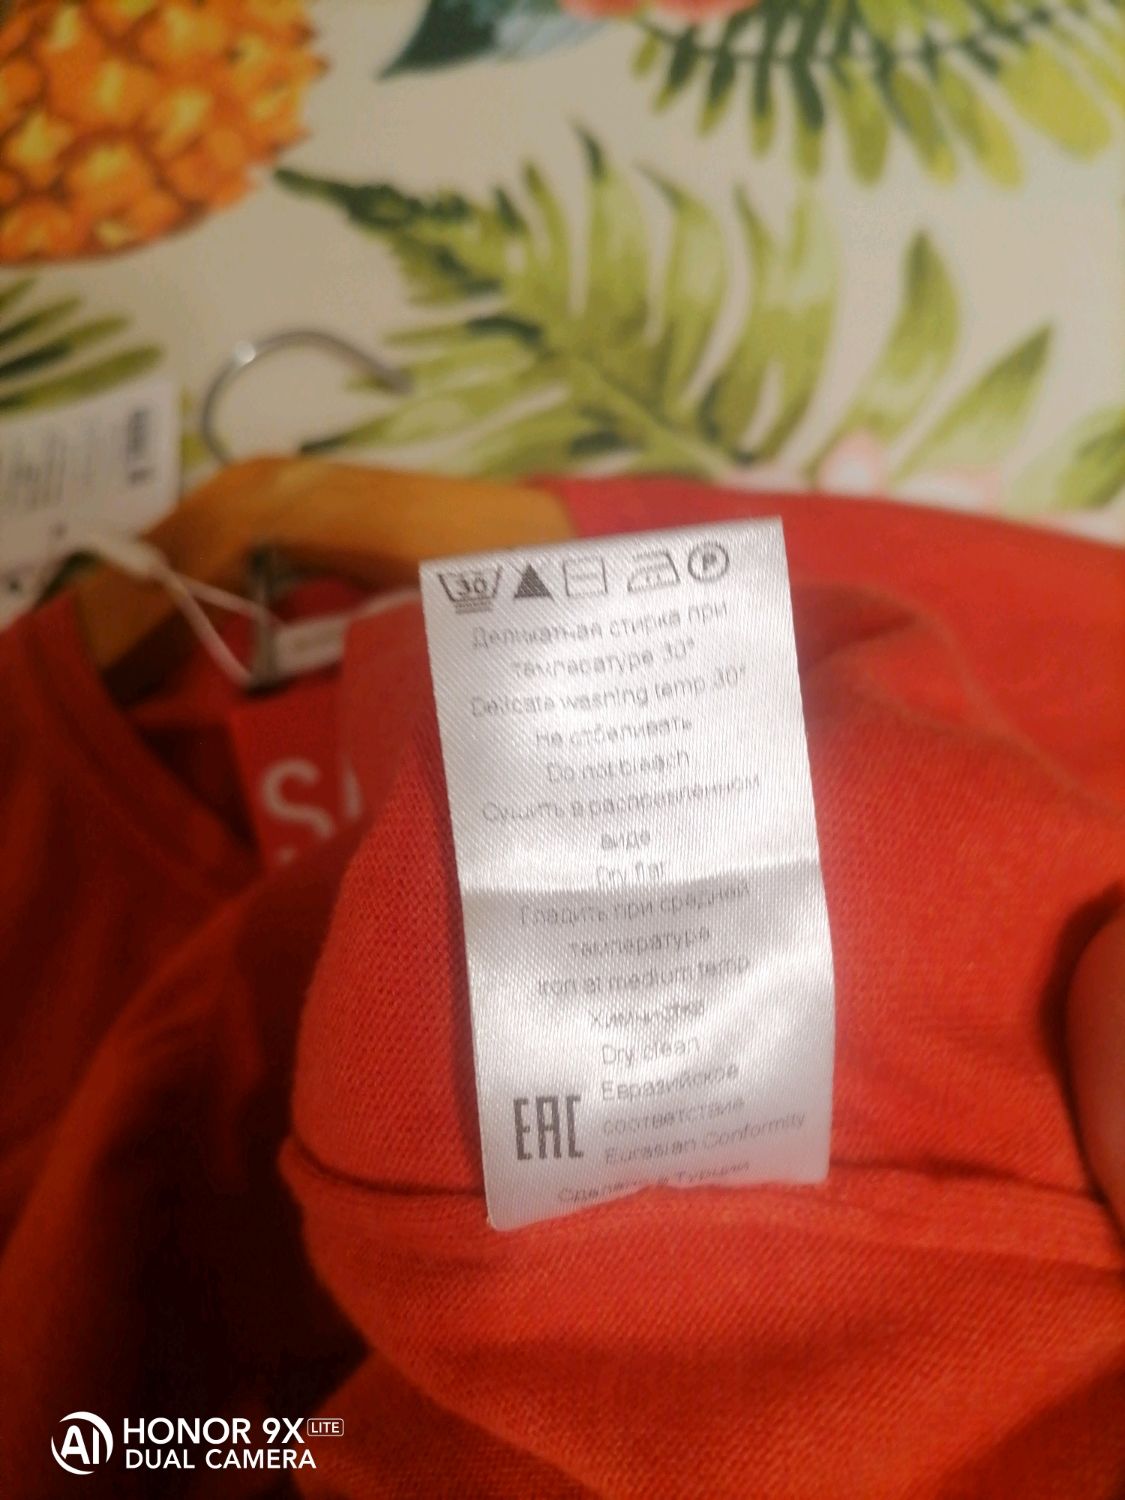 30 P
Деликатная стирка при
температуре 30°
Delicate washing temp 30°
Не отбеливать
Do not bleach
Сушить в расправленном
виде
Dry flat
Гладить при средней
температуре
Iron at medium temp
Химчистка
Dry clean
Евразийское
соответствие
EAC
Eurasian Conformity
Сделано в Турции
HONOR 9X LITE
AI DUAL CAMERA